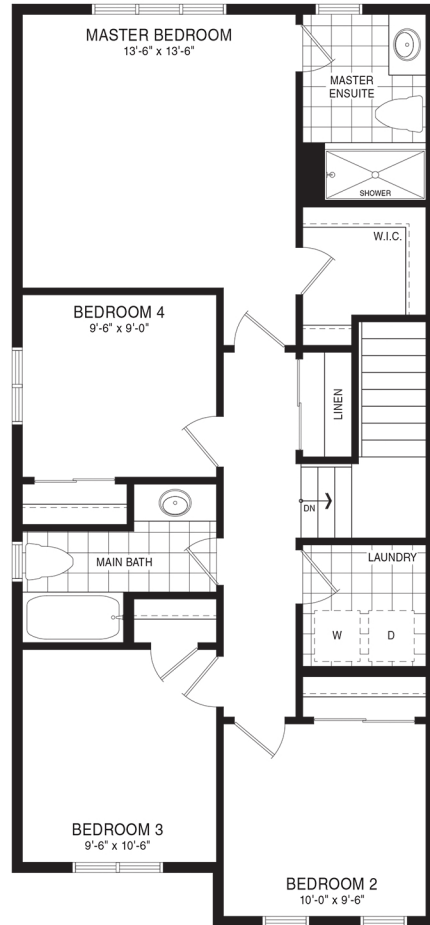 MASTER BEDROOM
13'-6" x 13'-6"
MASTER
ENSUITE
SHOWER
W.I.C.
BEDROOM 4
9'-6" x 9'-0"
LINEN
DN
MAIN BATH
LAUNDRY
W
D
BEDROOM 3
9'-6" x 10'-6"
BEDROOM 2
10'-0" x 9'-6"